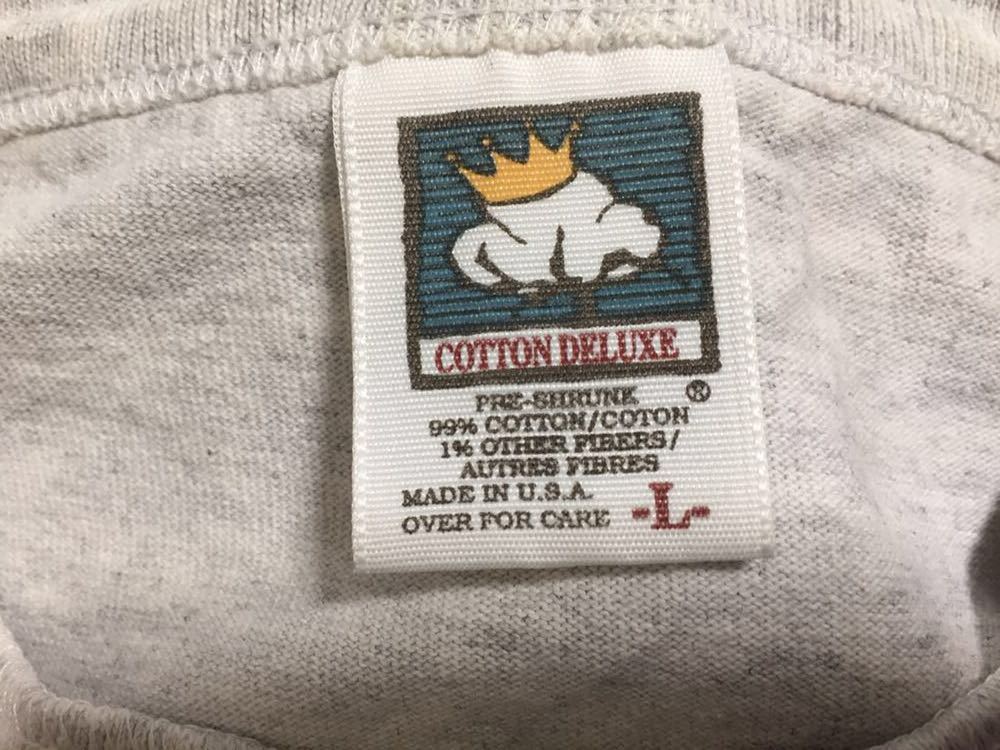 COTTON DELUXE
®
PRE-SHRUNK
99% COTTON/COTON
1% OTHER FIBERS/
AUTRES FIBRES
MADE IN U.S.A.
OVER FOR CARE -L-